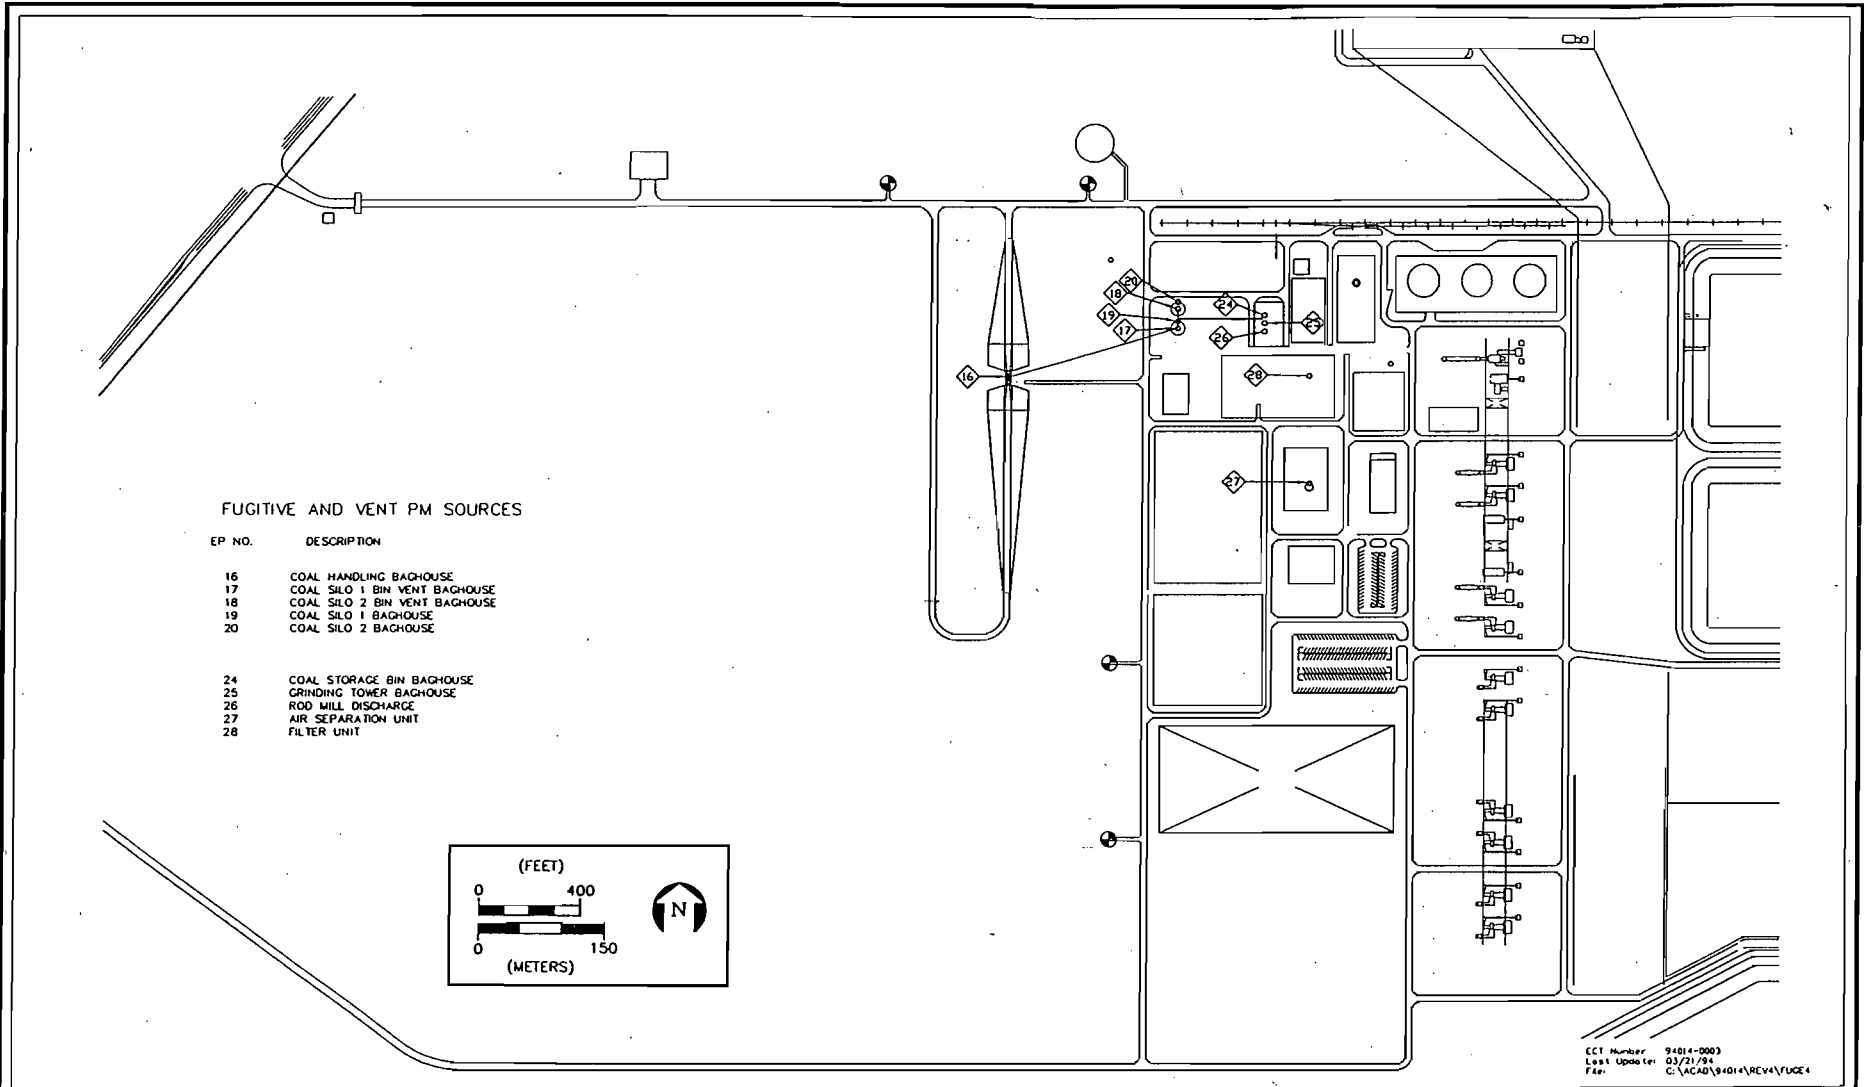 20
18
19
17
24
25
26
16
28
27
FUGITIVE AND VENT PM SOURCES
EP NO. DESCRIPTION
16 COAL HANDLING BAGHOUSE
17 COAL SILO 1 BIN VENT BAGHOUSE
18 COAL SILO 2 BIN VENT BAGHOUSE
19 COAL SILO 1 BAGHOUSE
20 COAL SILO 2 BAGHOUSE
24 COAL STORAGE BIN BAGHOUSE
25 GRINDING TOWER BAGHOUSE
26 ROD MILL DISCHARGE
27 AIR SEPARATION UNIT
28 FILTER UNIT
(FEET)
0 400
N
0 150
(METERS)
ECT Number 94014-0003
Last Update: 03/21/94
File: C:\ACAD\94014\REV4\FUGE4